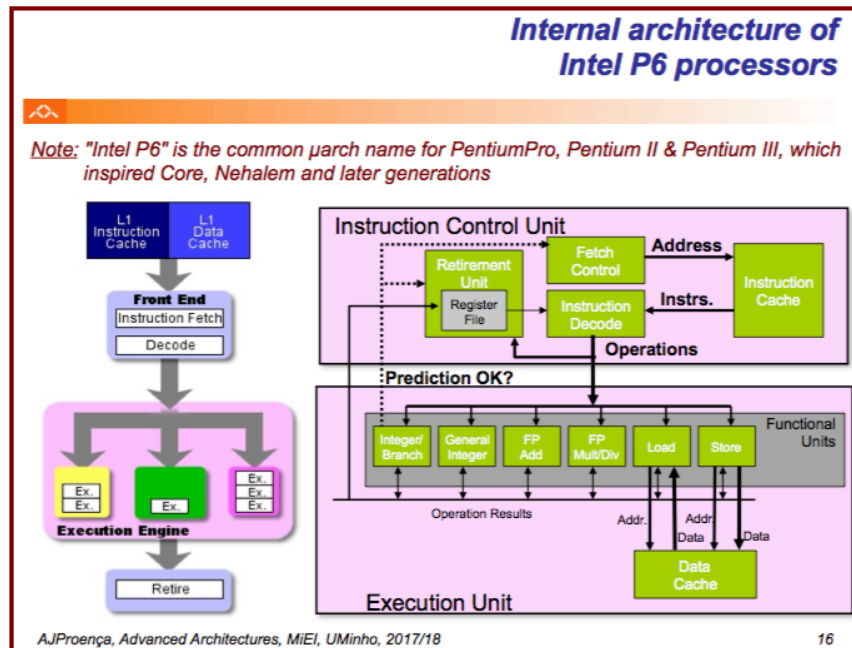 Internal architecture of
Intel P6 processors
Note: "Intel P6" is the common µarch name for PentiumPro, Pentium II & Pentium III, which
inspired Core, Nehalem and later generations
L1
Instruction
Cache
L1
Data
Cache
Front End
Instruction Fetch
Decode
Ex.
Ex.
Ex.
Ex.
Ex.
Ex.
Execution Engine
Retire
Instruction Control Unit
Retirement
Unit
Register
File
Fetch
Control
Address
Instruction
Decode
Instrs.
Instruction
Cache
Operations
Prediction OK?
Functional
Units
Integer/
Branch
General
Integer
FP
Add
FP
Mult/Div
Load
Store
Operation Results
Addr.
Addr.
Data
Data
Data
Cache
Execution Unit
AJProença, Advanced Architectures, MiEI, UMinho, 2017/18
16